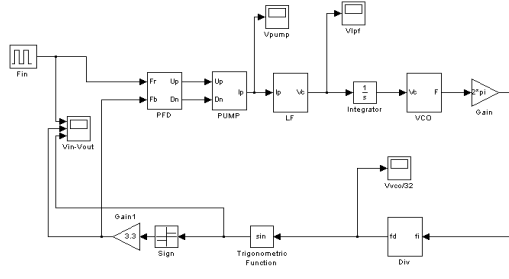 Vpump
Vlpf
Fin
Fr
Up
Fb
Dn
PFD
Up
Dn
Ip
PUMP
Ip
Vc
LF
1
s
Integrator
Vc
F
VCO
2*pi
Gain
Vin-Vout
Vvco/32
Gain1
3.3
Sign
sin
Trigonometric
Function
fd
fi
Div